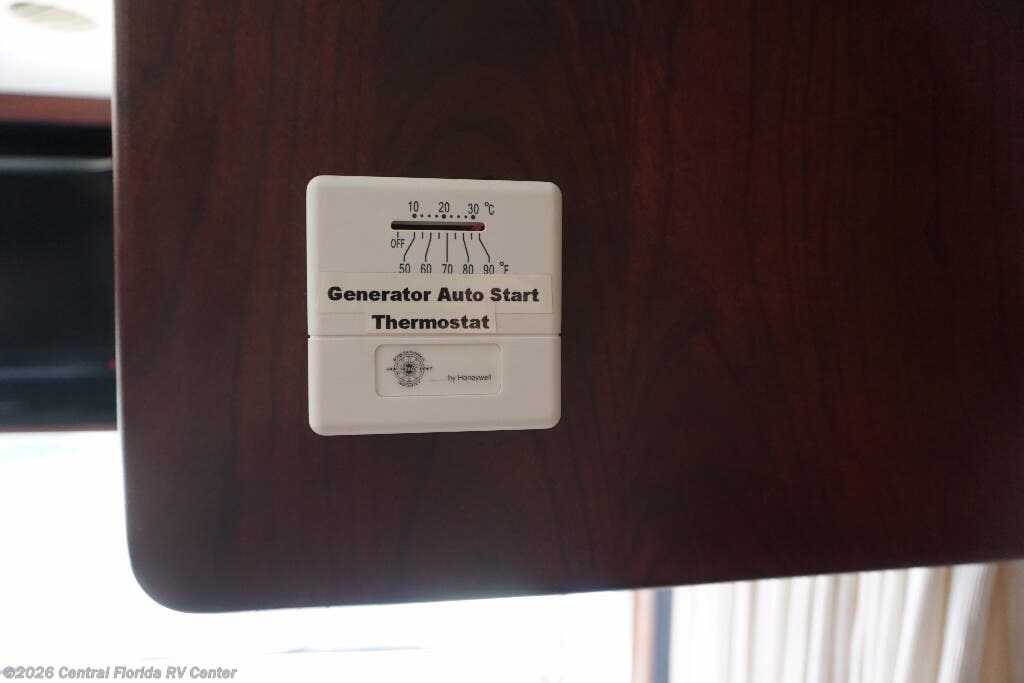 10 20 30 °C
OFF
50 60 70 80 90 °F
Generator Auto Start
Thermostat
by Honeywell
©2026 Central Florida RV Center